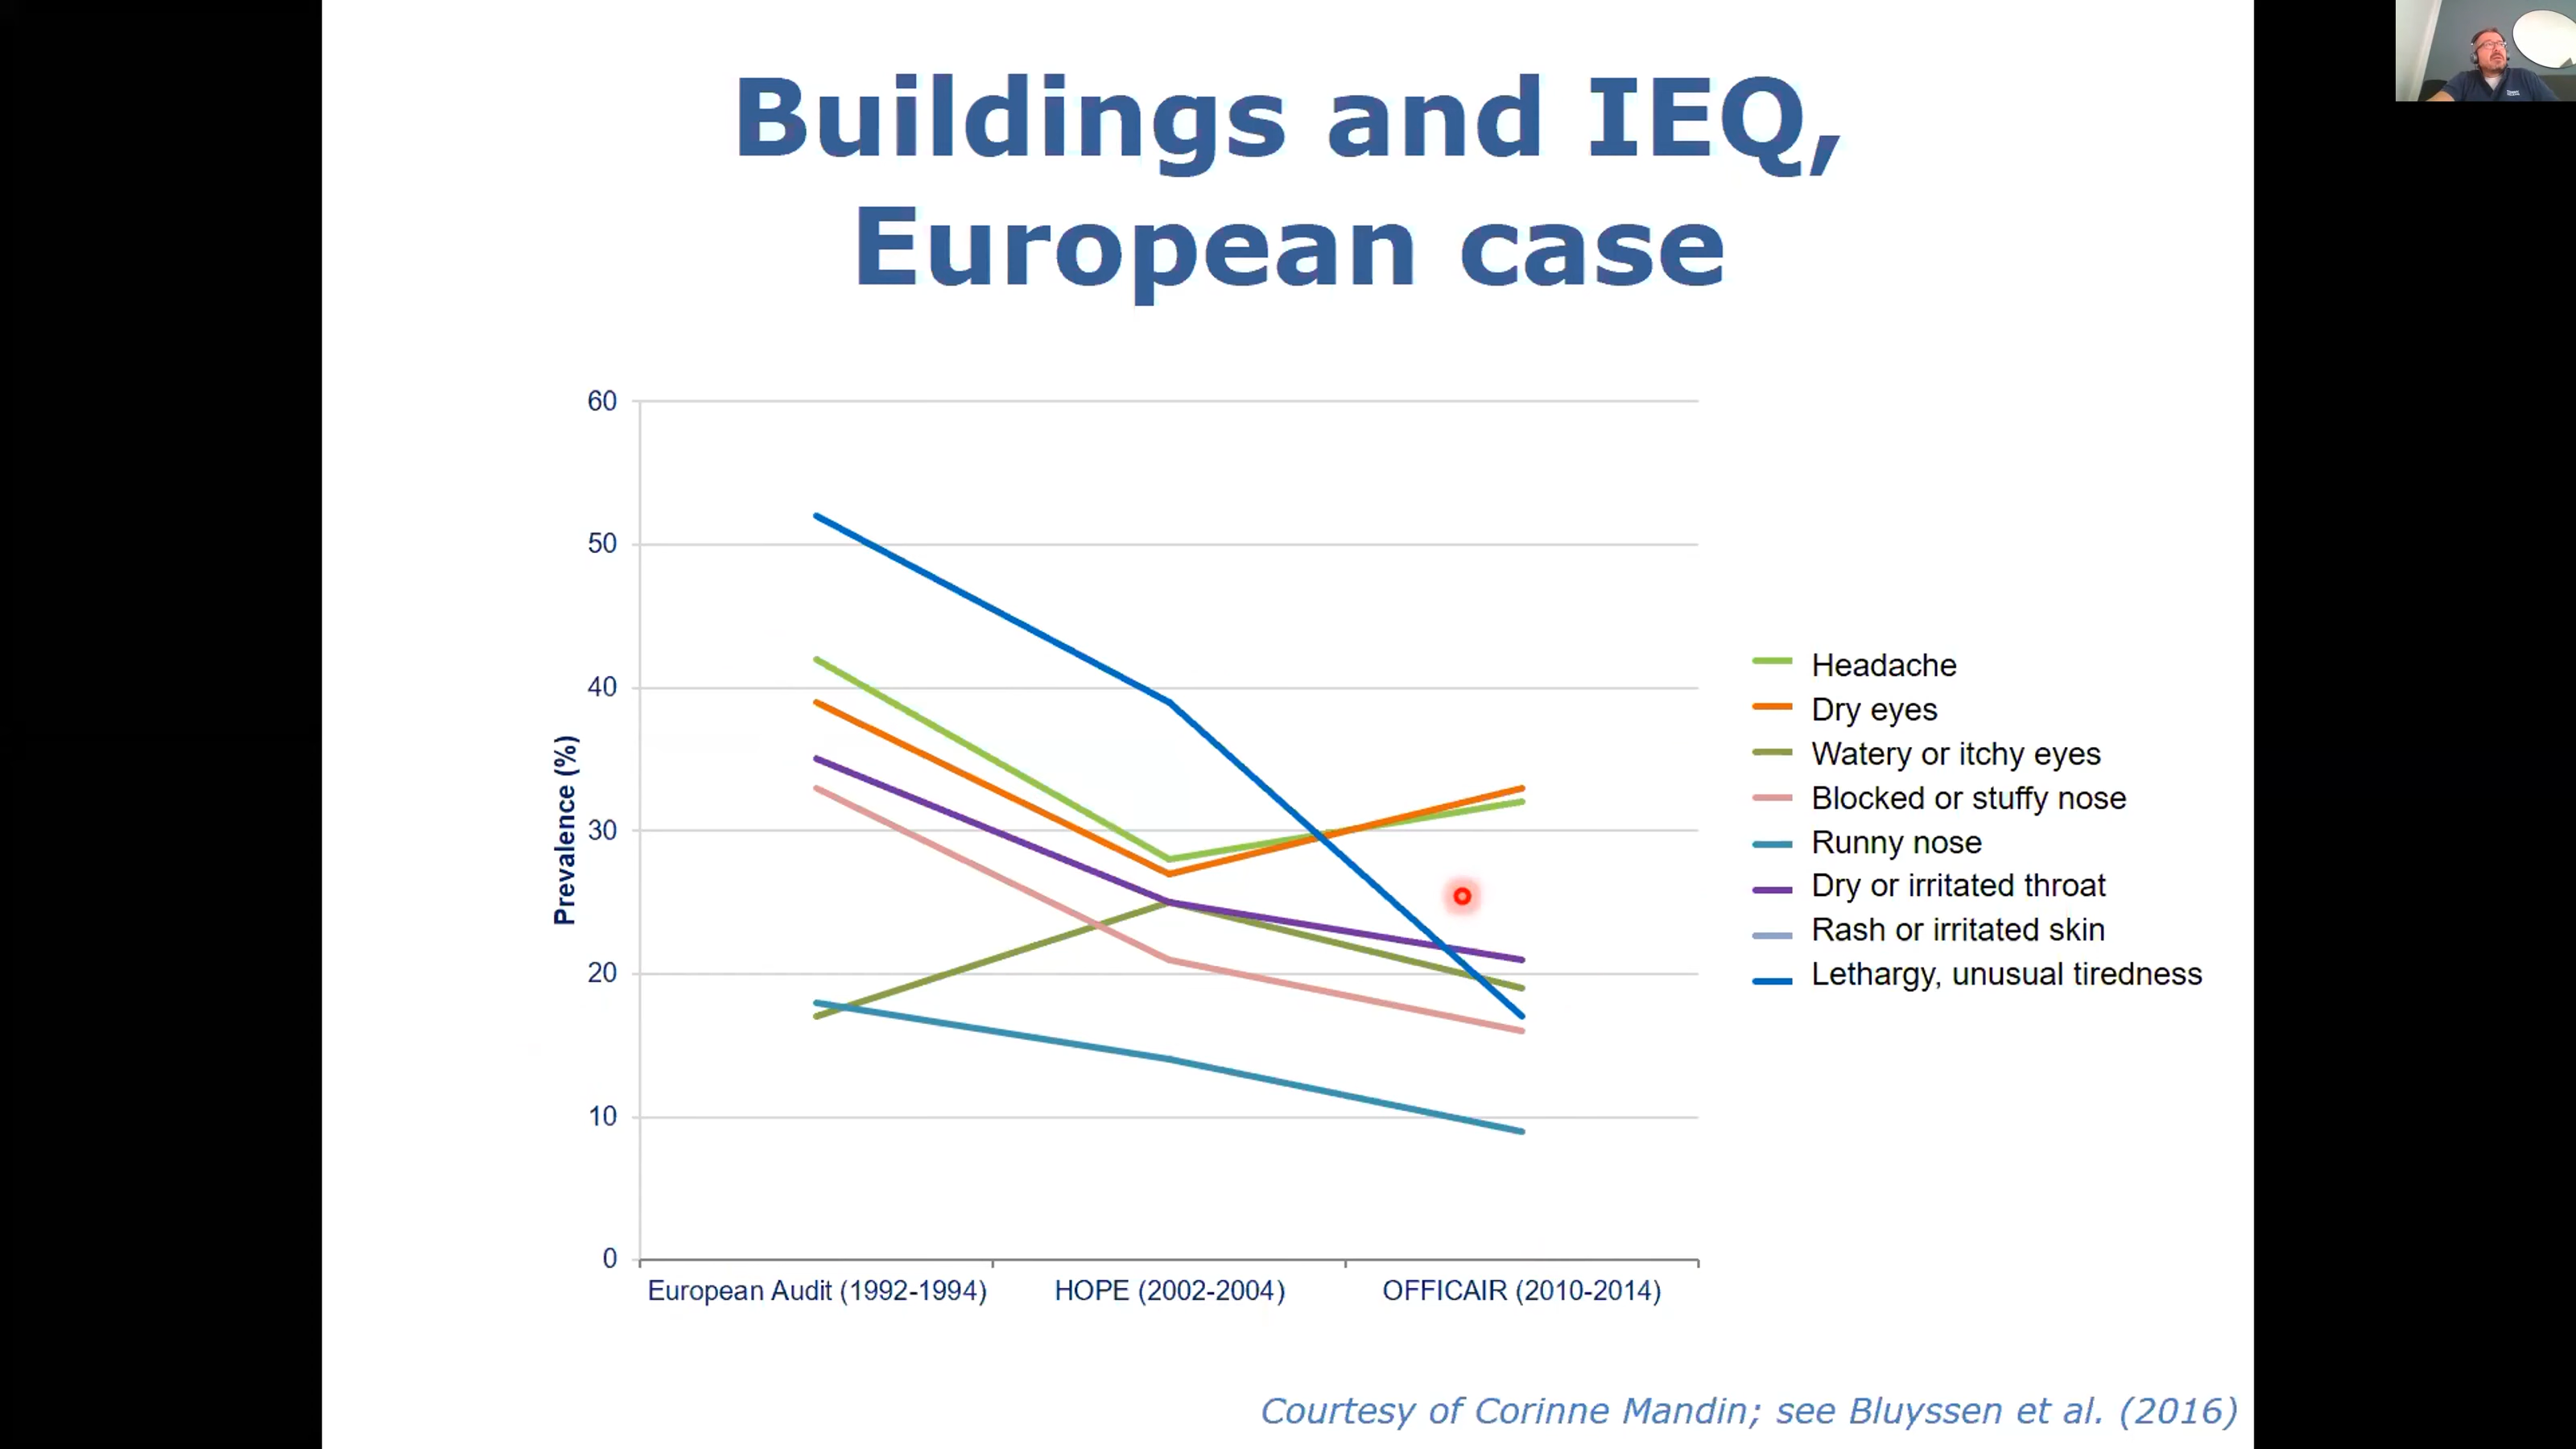 Buildings and IEQ,
European case
60
50
40
30
20
10
0
Prevalence (%)
European Audit (1992-1994)
HOPE (2002-2004)
OFFICAIR (2010-2014)
Headache
Dry eyes
Watery or itchy eyes
Blocked or stuffy nose
Runny nose
Dry or irritated throat
Rash or irritated skin
Lethargy, unusual tiredness
Courtesy of Corinne Mandin; see Bluyssen et al. (2016)